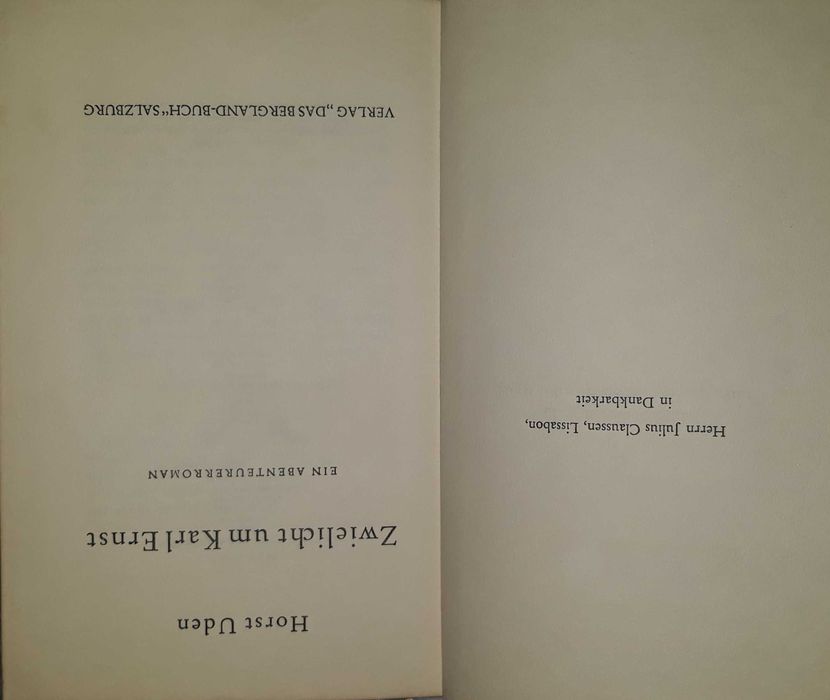 Herrn Julius Claussen, Lissabon,
in Dankbarkeit
Horst Uden
Zwielicht um Karl Ernst
EIN ABENTEURERROMAN
VERLAG „DAS BERGLAND-BUCH“ SALZBURG